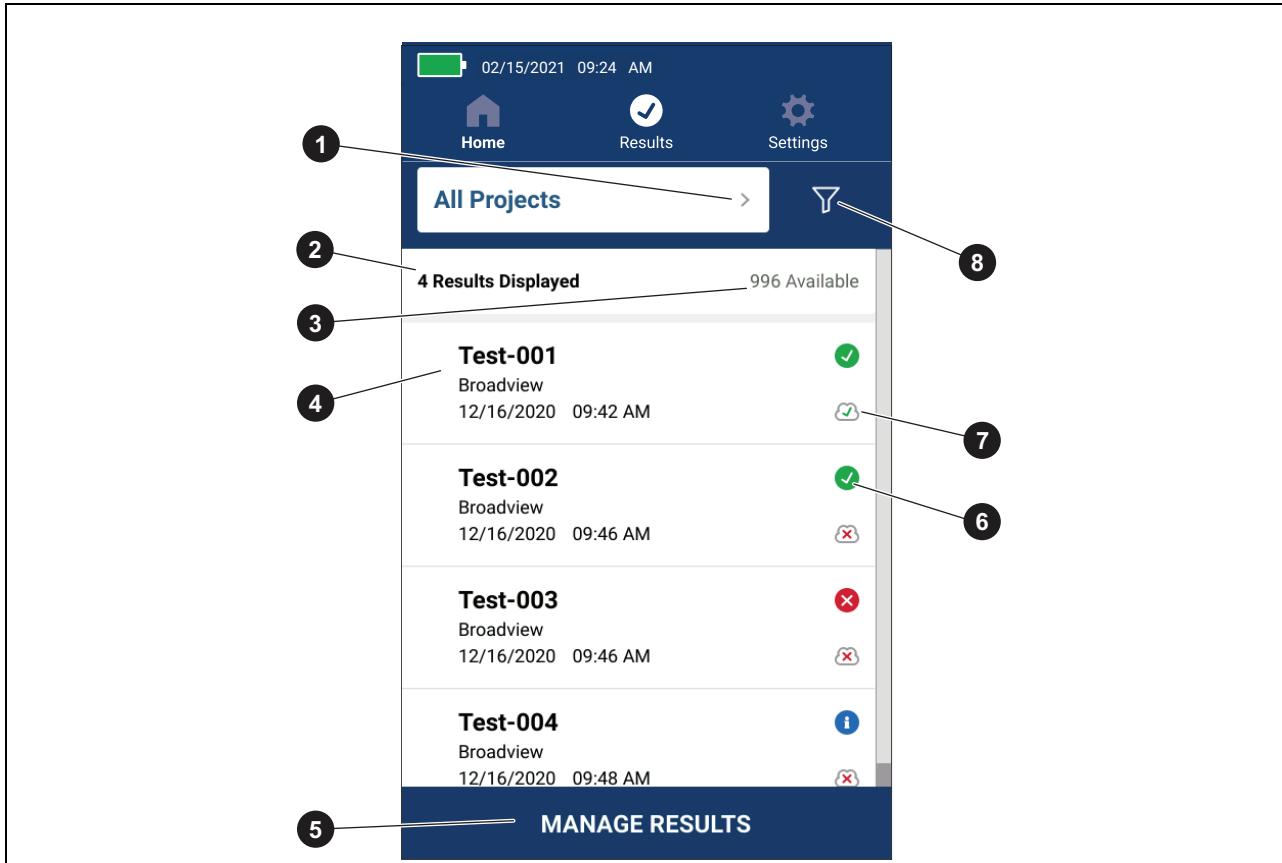 02/15/2021 09:24 AM
Home Results Settings
1
All Projects
8
2
4 Results Displayed 996 Available
3
Test-001
4
Broadview
12/16/2020 09:42 AM
7
Test-002
Broadview
6
12/16/2020 09:46 AM
Test-003
Broadview
12/16/2020 09:46 AM
Test-004
Broadview
12/16/2020 09:48 AM
5
MANAGE RESULTS